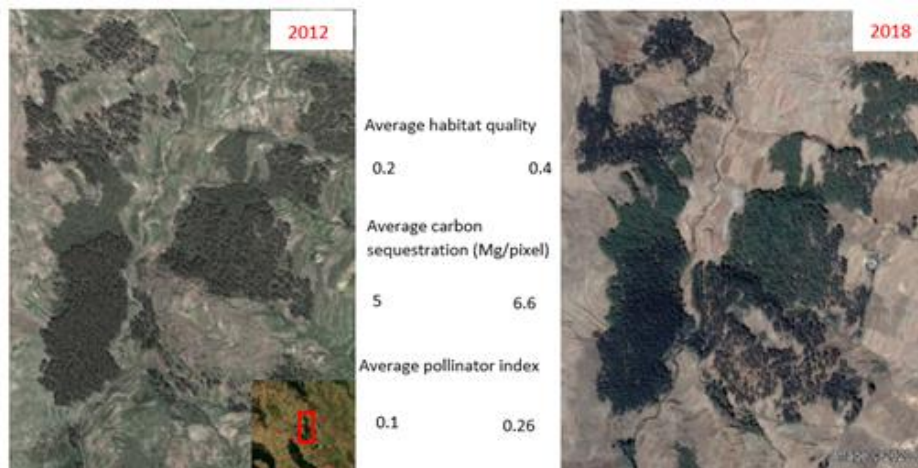 2012
2018
Average habitat quality
0.2 0.4
Average carbon
sequestration (Mg/pixel)
5 6.6
Average pollinator index
0.1 0.26